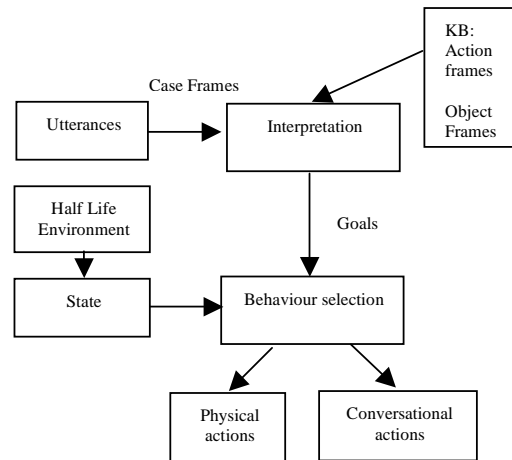 KB:
Action
frames
Object
Frames
Case Frames
Utterances
Interpretation
Half Life
Environment
Goals
State
Behaviour selection
Physical
actions
Conversational
actions